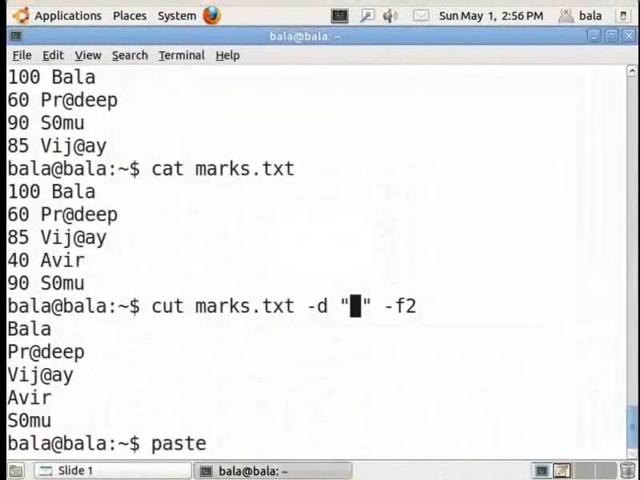 Applications Places System Sun May 1, 2:56 PM bala
bala@bala: ~
File Edit View Search Terminal Help
100 Bala
60 Pr@deep
90 S0mu
85 Vij@ay
bala@bala:~$ cat marks.txt
100 Bala
60 Pr@deep
85 Vij@ay
40 Avir
90 S0mu
bala@bala:~$ cut marks.txt -d " " -f2
Bala
Pr@deep
Vij@ay
Avir
S0mu
bala@bala:~$ paste
Slide 1 bala@bala: ~